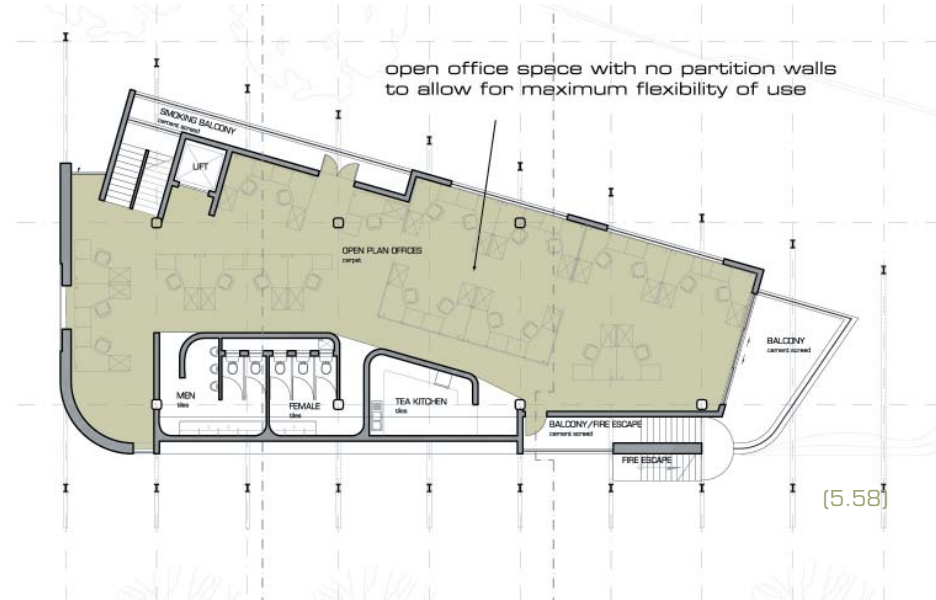 open office space with no partition walls
to allow for maximum flexibility of use
SMOKING BALCONY
cement screed
LIFT
OPEN PLAN OFFICES
carpet
BALCONY
cement screed
MEN
tiles
FEMALE
tiles
TEA KITCHEN
tiles
BALCONY/FIRE ESCAPE
cement screed
FIRE ESCAPE
(5.58)